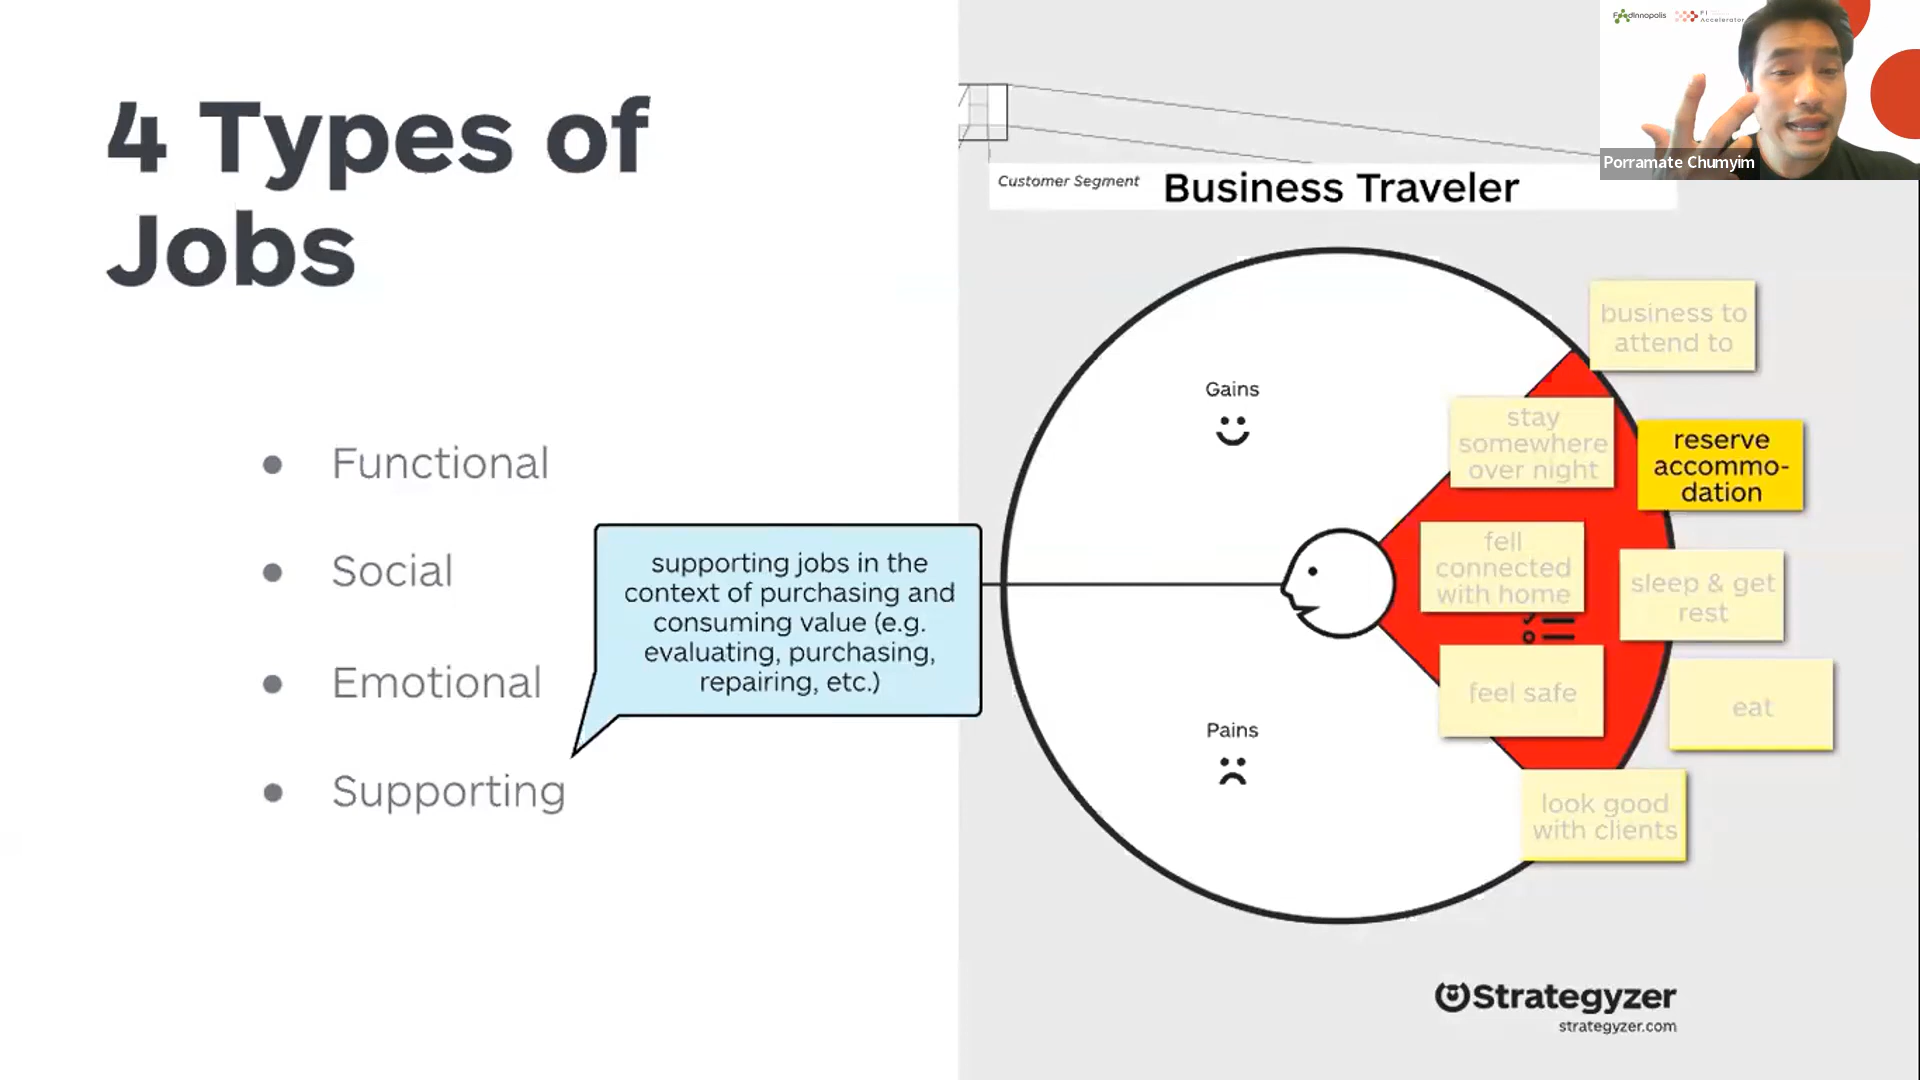 4 Types of
Jobs
Functional
Social
Emotional
Supporting
supporting jobs in the
context of purchasing and
consuming value (e.g.
evaluating, purchasing,
repairing, etc.)
Customer Segment
Business Traveler
Gains
Pains
business to
attend to
stay
somewhere
over night
reserve
accommo-
dation
fell
connected
with home
sleep & get
rest
feel safe
eat
look good
with clients
Strategyzer
strategyzer.com
FoodInnopolis
Accelerator
Porramate Chumyim